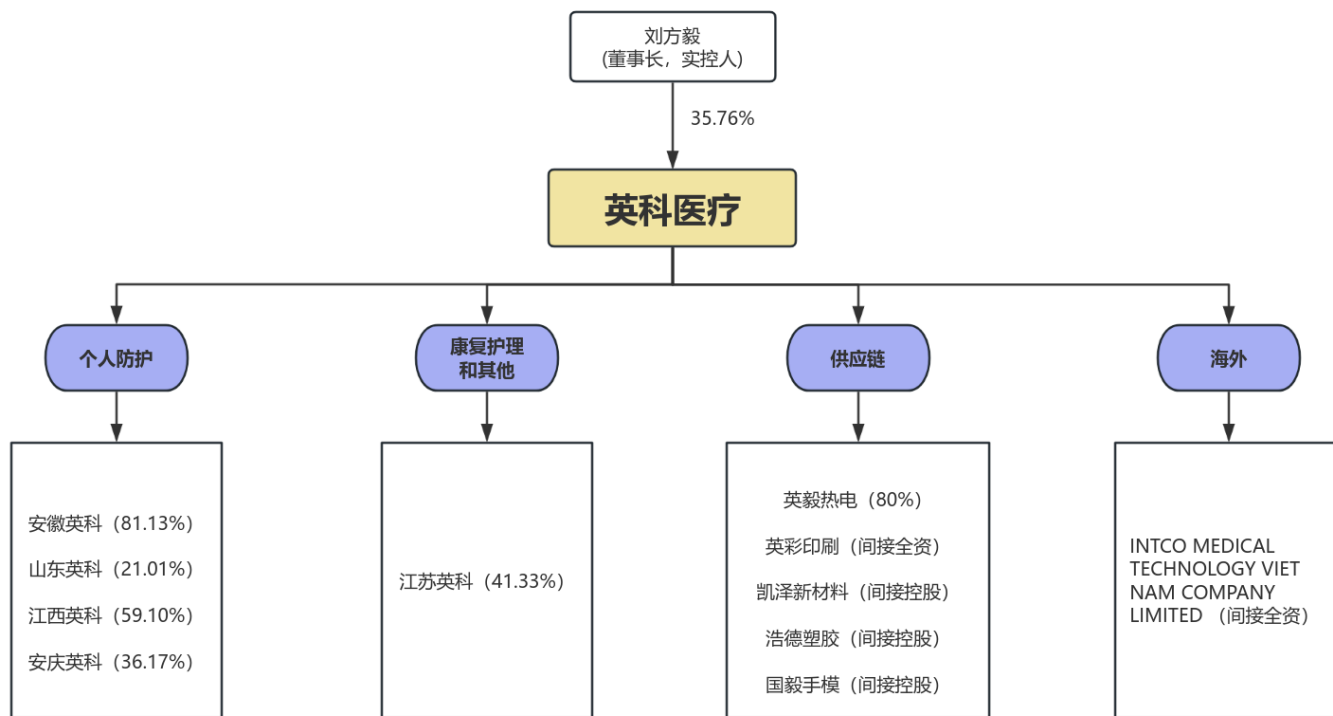 刘方毅
(董事长，实控人)
35.76%
英科医疗
个人防护
康复护理
和其他
供应链
海外
安徽英科（81.13%）
山东英科（21.01%）
江西英科（59.10%）
安庆英科（36.17%）
江苏英科（41.33%）
英毅热电（80%）
英彩印刷（间接全资）
凯泽新材料（间接控股）
浩德塑胶（间接控股）
国毅手模（间接控股）
INTCO MEDICAL
TECHNOLOGY VIET
NAM COMPANY
LIMITED （间接全资）